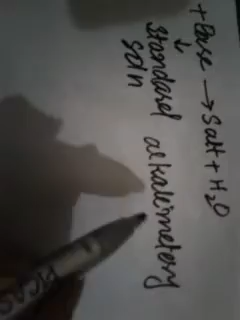 + Base → Salt + H₂O
↓
Standard alkalimetery
soln